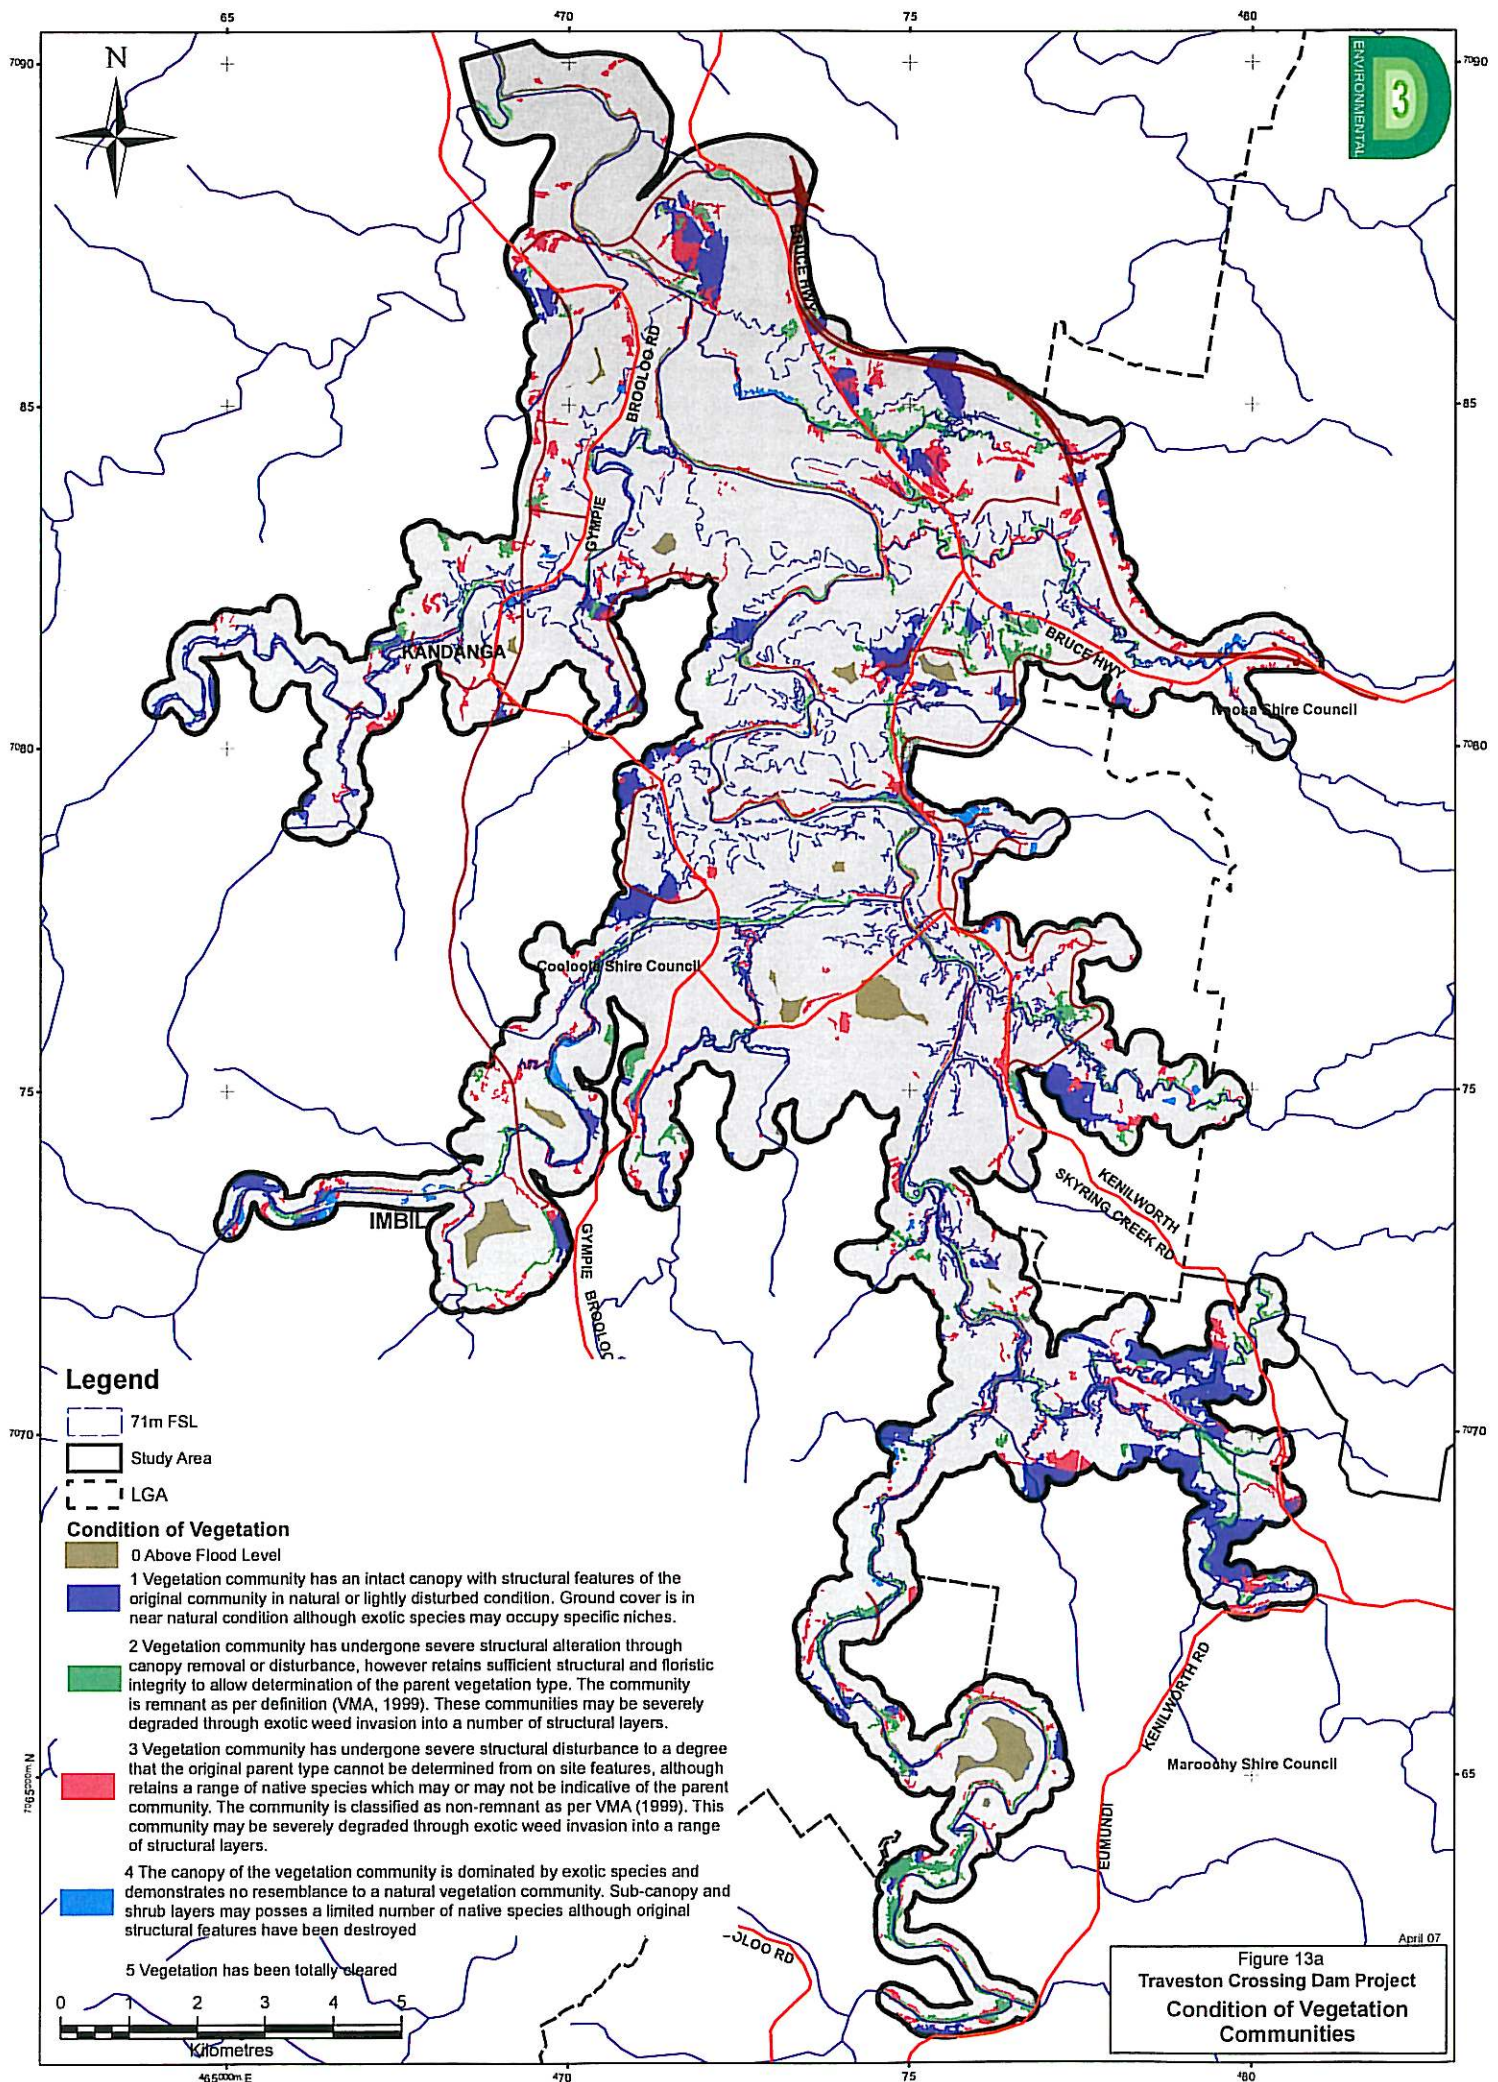 65
470
75
480
7090
7090
N
ENVIRONMENTAL
3
BRUCE HWY
BROOLOO RD
85
85
GYMPIE
KANDANGA
BRUCE HWY
Noosa Shire Council
7080
7080
Cooloola Shire Council
75
75
KENILWORTH
SKYRING CREEK RD
IMBIL
GYMPIE BROOLOO
Legend
71m FSL
7070
7070
Study Area
LGA
Condition of Vegetation
0 Above Flood Level
1 Vegetation community has an intact canopy with structural features of the
original community in natural or lightly disturbed condition. Ground cover is in
near natural condition although exotic species may occupy specific niches.
2 Vegetation community has undergone severe structural alteration through
canopy removal or disturbance, however retains sufficient structural and floristic
integrity to allow determination of the parent vegetation type. The community
is remnant as per definition (VMA, 1999). These communities may be severely
degraded through exotic weed invasion into a number of structural layers.
KENILWORTH RD
3 Vegetation community has undergone severe structural disturbance to a degree
that the original parent type cannot be determined from on site features, although
retains a range of native species which may or may not be indicative of the parent
community. The community is classified as non-remnant as per VMA (1999). This
community may be severely degraded through exotic weed invasion into a range
of structural layers.
Maroochy Shire Council
7065000m N
65
EUMUNDI
4 The canopy of the vegetation community is dominated by exotic species and
demonstrates no resemblance to a natural vegetation community. Sub-canopy and
shrub layers may posses a limited number of native species although original
structural features have been destroyed
OLOO RD
5 Vegetation has been totally cleared
0 1 2 3 4 5
Kilometres
April 07
Figure 13a
Traveston Crossing Dam Project
Condition of Vegetation
Communities
465000m E
470
75
480